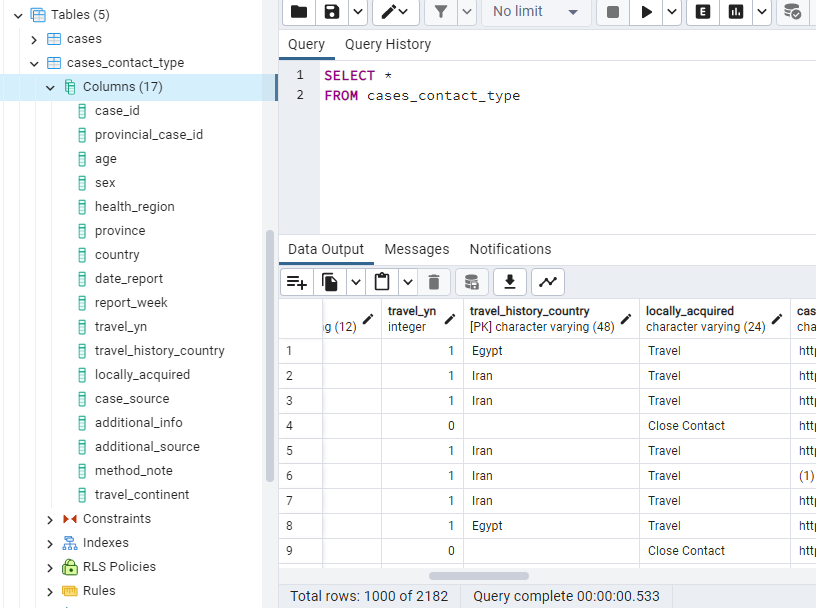 Tables (5)
cases
cases_contact_type
Columns (17)
case_id
provincial_case_id
age
sex
health_region
province
country
date_report
report_week
travel_yn
travel_history_country
locally_acquired
case_source
additional_info
additional_source
method_note
travel_continent
Constraints
Indexes
RLS Policies
Rules
No limit
E
Query Query History
1 SELECT *
2 FROM cases_contact_type
Data Output Messages Notifications
travel_yn travel_history_country locally_acquired cas
g (12) integer [PK] character varying (48) character varying (24) cha
1 1 Egypt Travel http
2 1 Iran Travel http
3 1 Iran Travel http
4 0 Close Contact http
5 1 Iran Travel http
6 1 Iran Travel (1)
7 1 Iran Travel http
8 1 Egypt Travel http
9 0 Close Contact http
Total rows: 1000 of 2182 Query complete 00:00:00.533